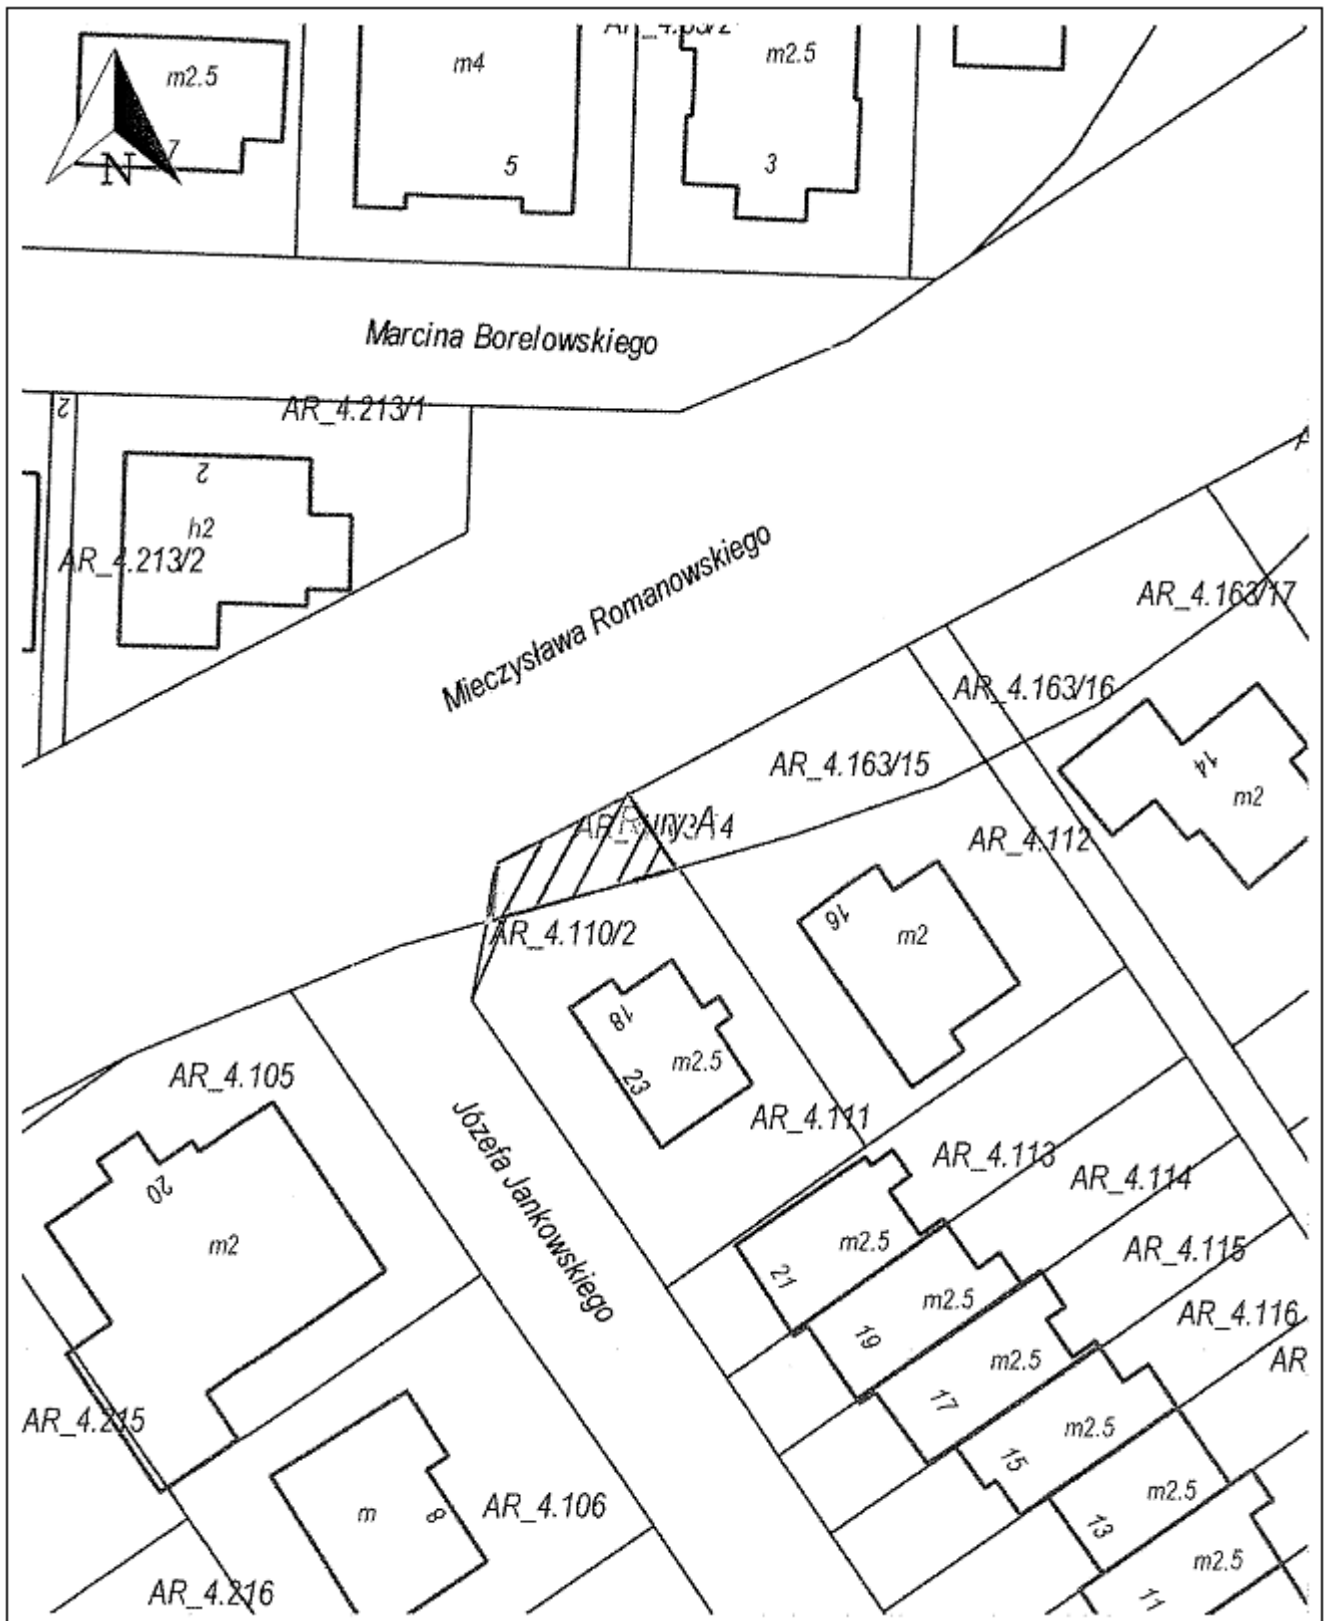 m2.5
m4
m2.5
7
5
3
N
Marcina Borelowskiego
2
AR_4.213/1
2
h2
AR_4.213/2
Mieczysława Romanowskiego
AR_4.163/17
AR_4.163/16
AR_4.163/15
14
m2
AR_4.112
16
m2
AR_4.110/2
18
m2.5
23
AR_4.105
AR_4.111
20
m2
Józefa Jankowskiego
AR_4.113
AR_4.114
m2.5
21
AR_4.115
m2.5
19
AR_4.116
m2.5
17
AR
AR_4.215
m2.5
15
m
8
AR_4.106
m2.5
13
m2.5
11
AR_4.216